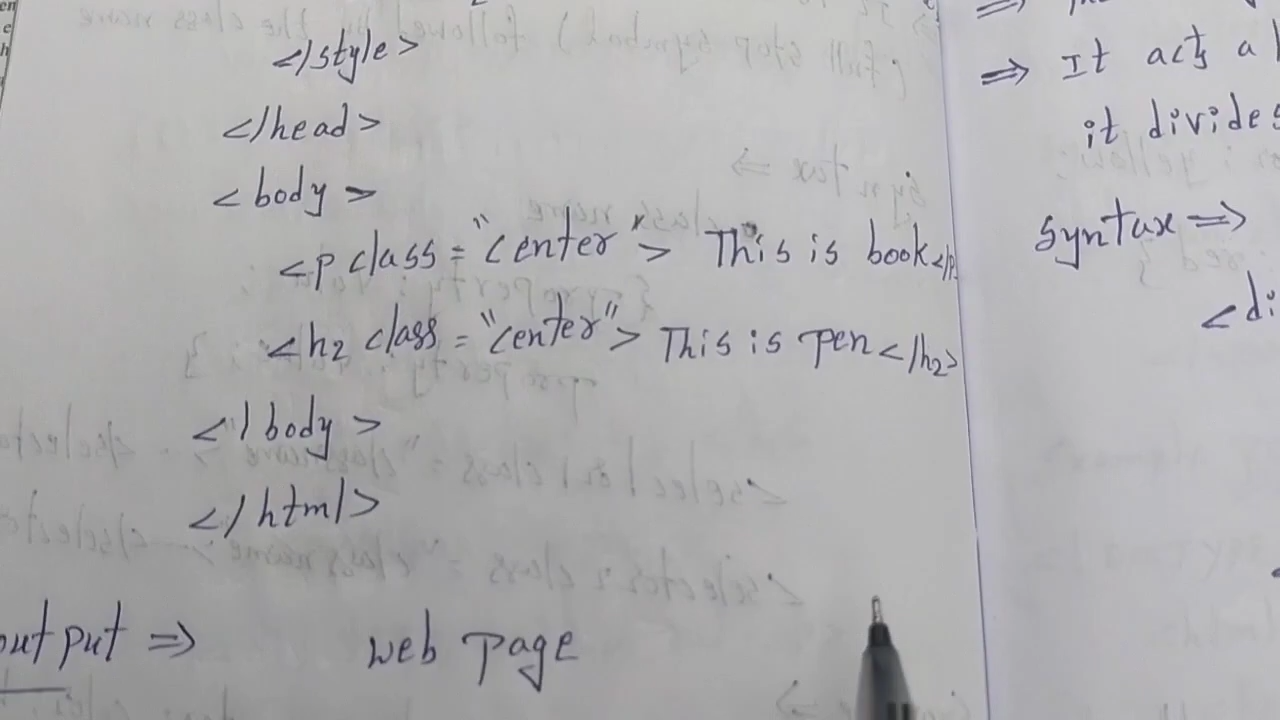 </style>
</head>
<body>
<p class="center"> This is book</p>
<h2 class="center"> This is pen</h2>
</body>
</html>
output ⇒ web page
⇒ It acts a
it divides
syntax ⇒
<di